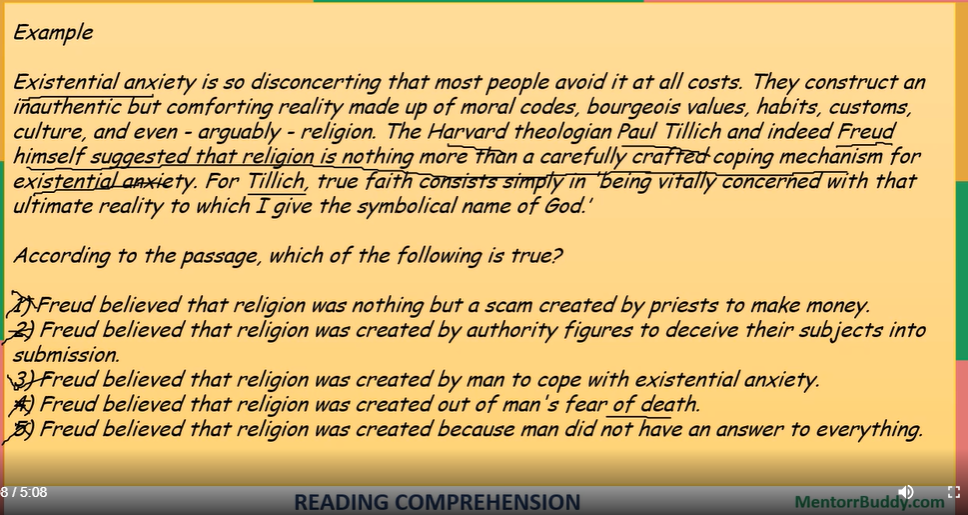 Example
Existential anxiety is so disconcerting that most people avoid it at all costs. They construct an
inauthentic but comforting reality made up of moral codes, bourgeois values, habits, customs,
culture, and even - arguably - religion. The Harvard theologian Paul Tillich and indeed Freud
himself suggested that religion is nothing more than a carefully crafted coping mechanism for
existential anxiety. For Tillich, true faith consists simply in 'being vitally concerned with that
ultimate reality to which I give the symbolical name of God.'
According to the passage, which of the following is true?
1) Freud believed that religion was nothing but a scam created by priests to make money.
2) Freud believed that religion was created by authority figures to deceive their subjects into
submission.
3) Freud believed that religion was created by man to cope with existential anxiety.
4) Freud believed that religion was created out of man's fear of death.
5) Freud believed that religion was created because man did not have an answer to everything.
8 / 5:08
READING COMPREHENSION
MentorrBuddy.com